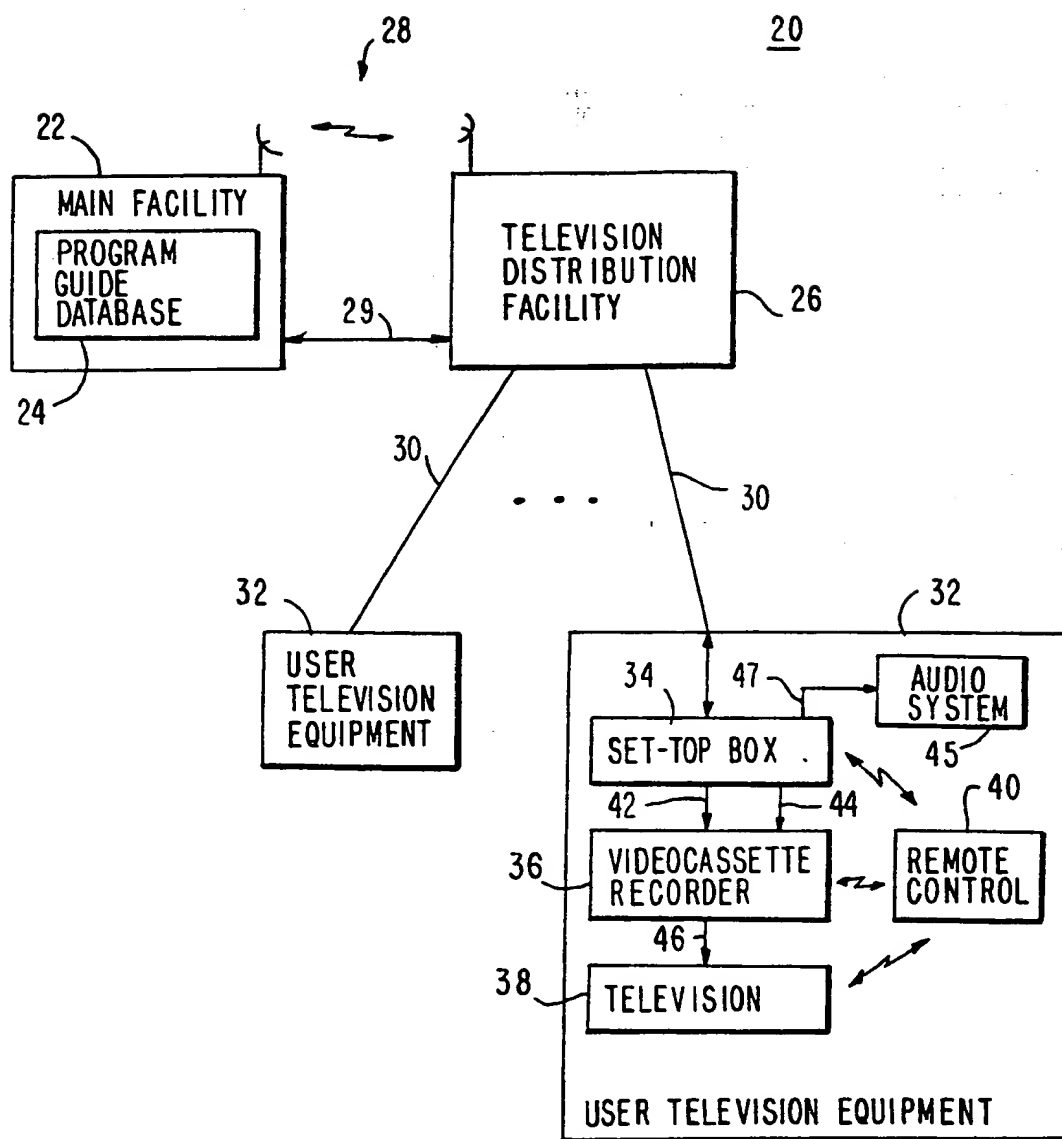 28
20
22
MAIN FACILITY
PROGRAM
GUIDE
DATABASE
24
29
TELEVISION
DISTRIBUTION
FACILITY
26
30
30
32
USER
TELEVISION
EQUIPMENT
32
34
47
AUDIO
SYSTEM
45
SET-TOP BOX
42
44
40
36
VIDEOCASSETTE
RECORDER
REMOTE
CONTROL
46
38
TELEVISION
USER TELEVISION EQUIPMENT